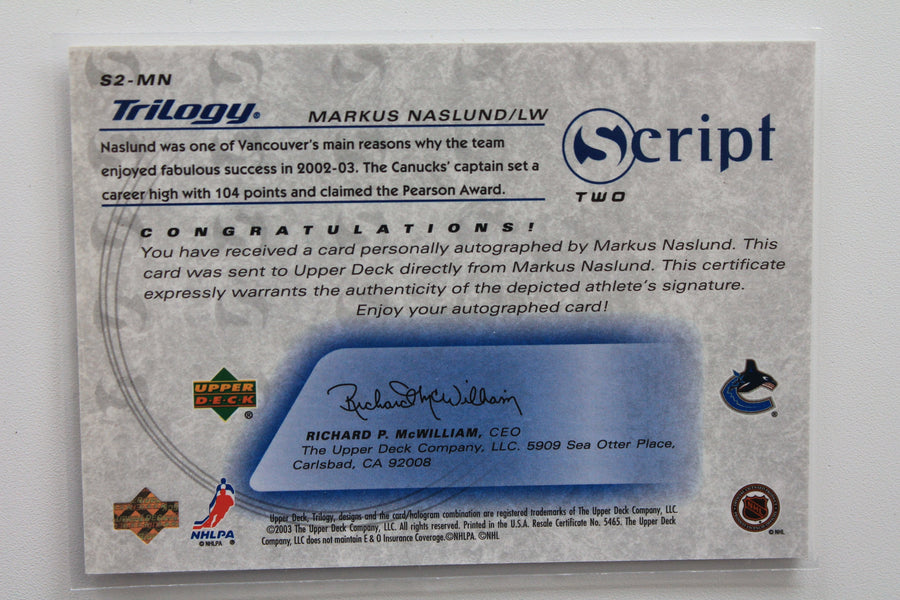 S2-MN
Trilogy®
MARKUS NASLUND/LW
Script
TWO
Naslund was one of Vancouver's main reasons why the team
enjoyed fabulous success in 2002-03. The Canucks' captain set a
career high with 104 points and claimed the Pearson Award.
CONGRATULATIONS!
You have received a card personally autographed by Markus Naslund. This
card was sent to Upper Deck directly from Markus Naslund. This certificate
expressly warrants the authenticity of the depicted athlete's signature.
Enjoy your autographed card!
UPPER
DECK
®
Richard McWilliam
RICHARD P. McWILLIAM, CEO
The Upper Deck Company, LLC. 5909 Sea Otter Place,
Carlsbad, CA 92008
®
NHLPA
© NHLPA ®
Upper Deck, Trilogy, designs and the card/hologram combination are registered trademarks of The Upper Deck Company, LLC.
©2003 The Upper Deck Company, LLC. All rights reserved. Printed in the U.S.A. Resale Certificate No. 5465. The Upper Deck
Company, LLC does not maintain E & O Insurance Coverage.©NHLPA. ©NHL
NHL
© NHL